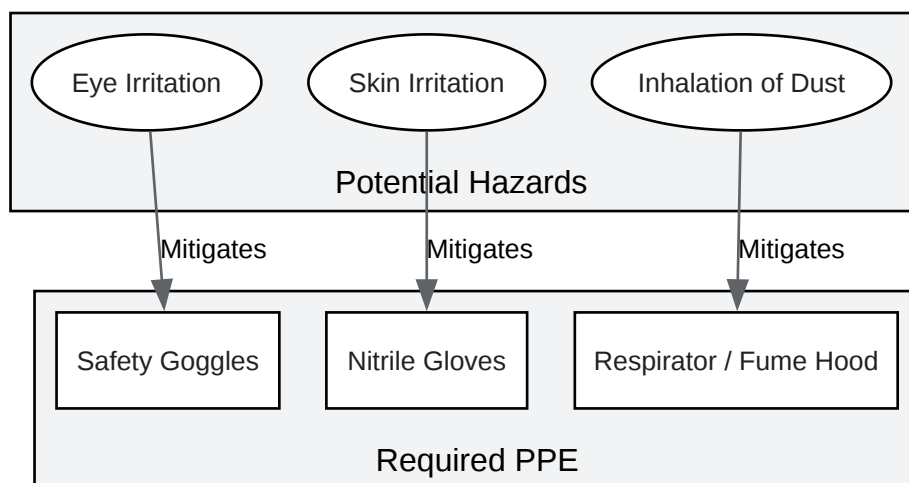 Eye Irritation
Skin Irritation
Inhalation of Dust
Potential Hazards
Mitigates
Mitigates
Mitigates
Safety Goggles
Nitrile Gloves
Respirator / Fume Hood
Required PPE